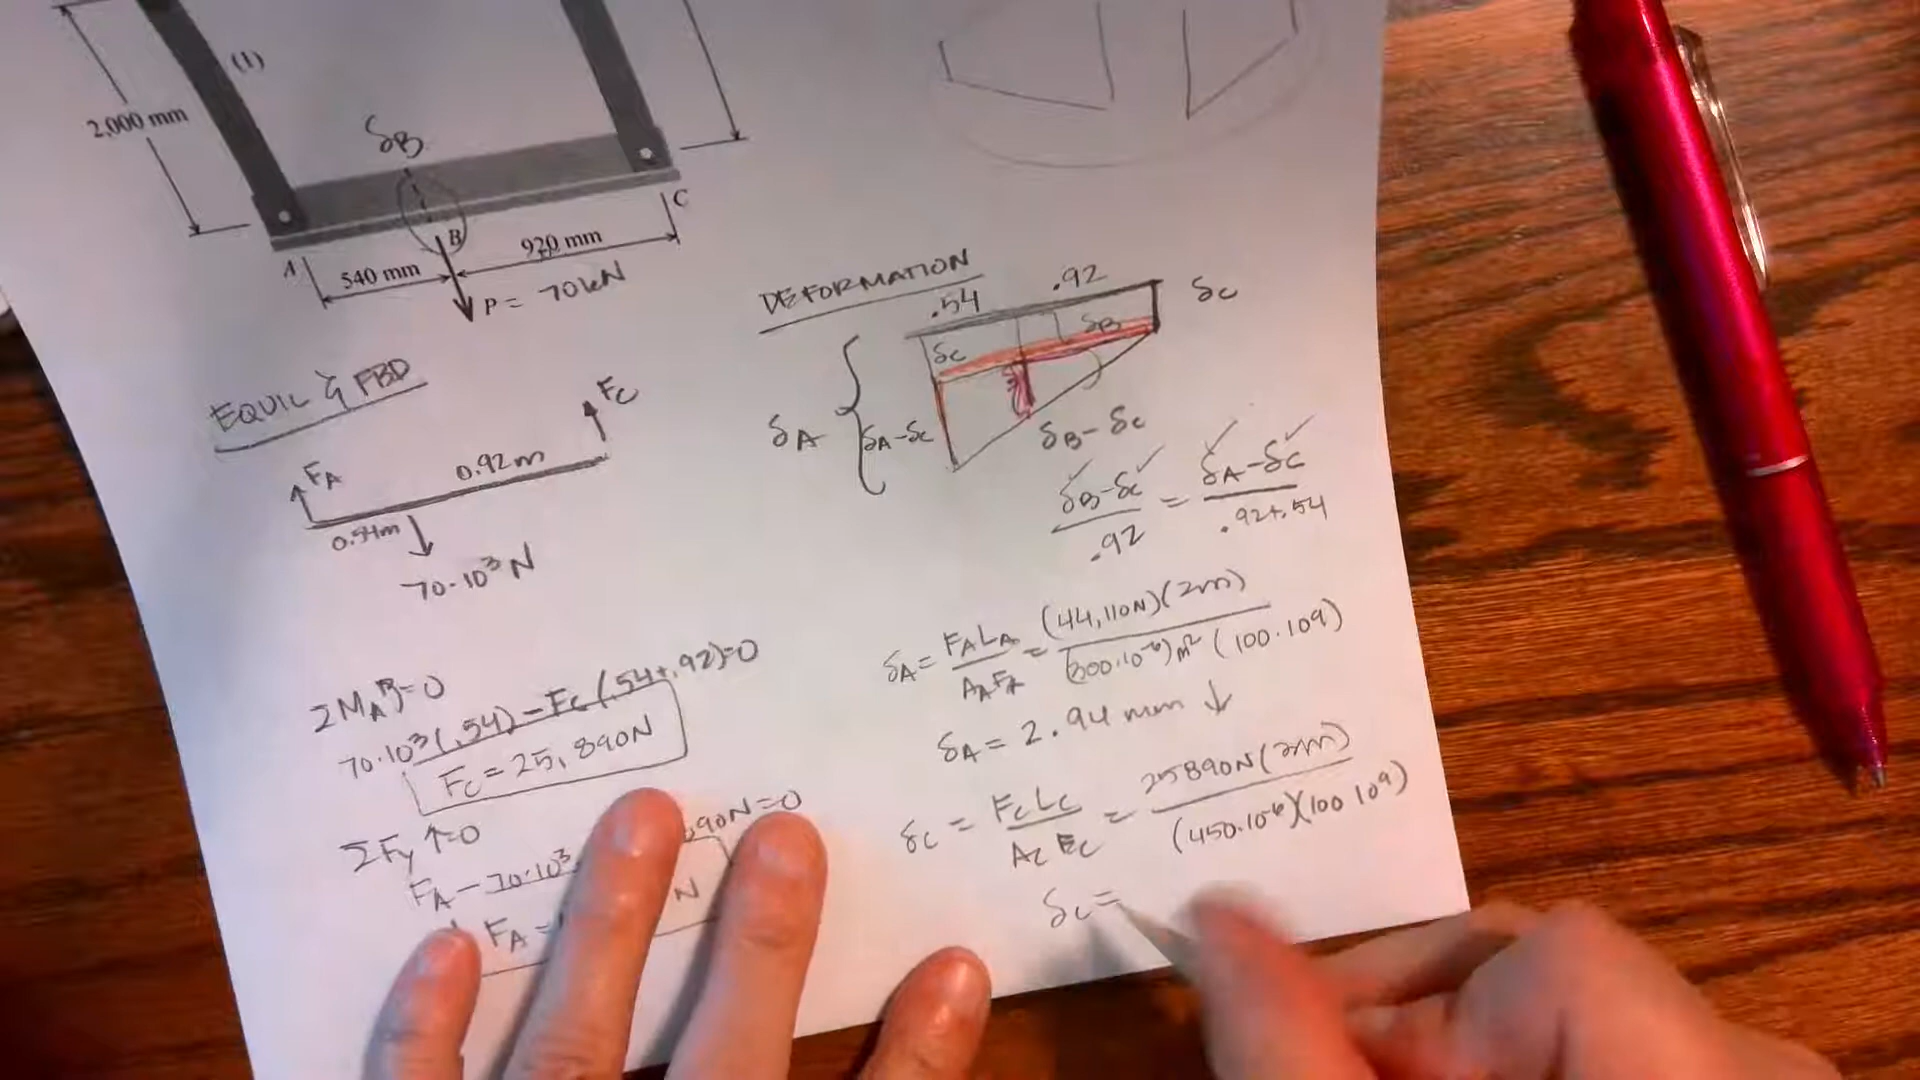 (1)
2,000 mm
δB
A
B
C
540 mm
920 mm
P = 70kN
EQUIL & FBD
FA
FC
0.92m
0.54m
70·10³ N
ΣMA = 0
70·10³(.54) - FC (.54+.92)=0
FC = 25,890N
ΣFy ↑=0
FA - 70·10³ 90N=0
FA = N
DEFORMATION
.54 .92
δC
δC δB
δA { δA-δC
δB - δC
(δB-δC)/.92 = (δA-δC)/(.92+.54)
δA = FALA/AAEA = (44,110N)(2m)/(300·10⁻⁶)m² (100·10⁹)
δA = 2.94 mm ↓
δC = FCLC/ACEC = 25890N(2m)/(450·10⁻⁶)(100 10⁹)
δC =